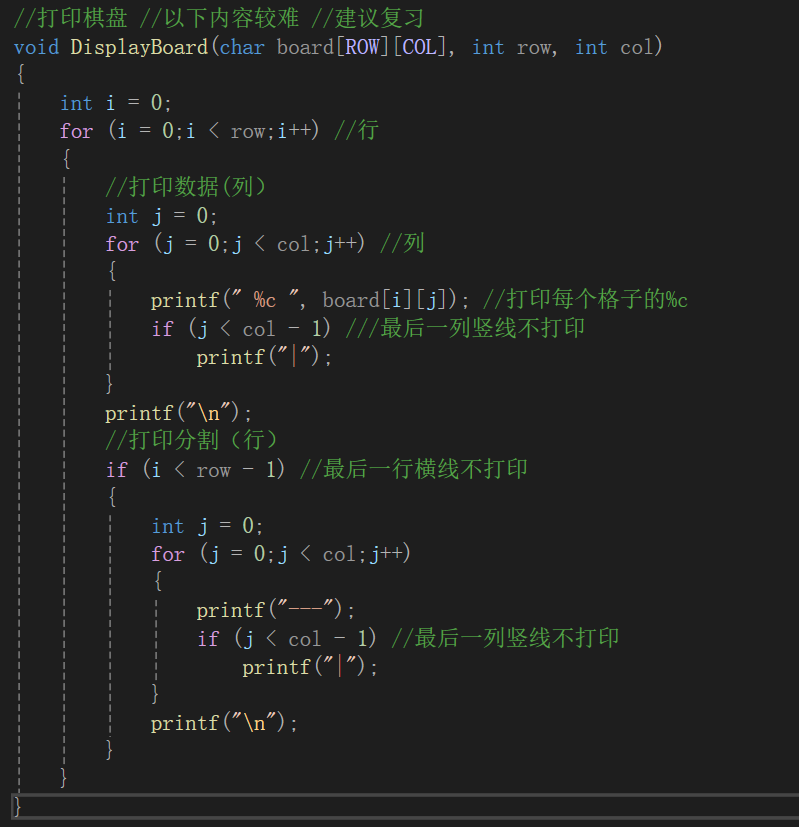 //打印棋盘 //以下内容较难 //建议复习
void DisplayBoard(char board[ROW][COL], int row, int col)
{
    int i = 0;
    for (i = 0;i < row;i++) //行
    {
        //打印数据(列）
        int j = 0;
        for (j = 0;j < col;j++) //列
        {
            printf(" %c ", board[i][j]); //打印每个格子的%c
            if (j < col - 1) ///最后一列竖线不打印
                printf("|");
        }
        printf("\n");
        //打印分割（行）
        if (i < row - 1) //最后一行横线不打印
        {
            int j = 0;
            for (j = 0;j < col;j++)
            {
                printf("---");
                if (j < col - 1) //最后一列竖线不打印
                    printf("|");
            }
            printf("\n");
        }
    }
}